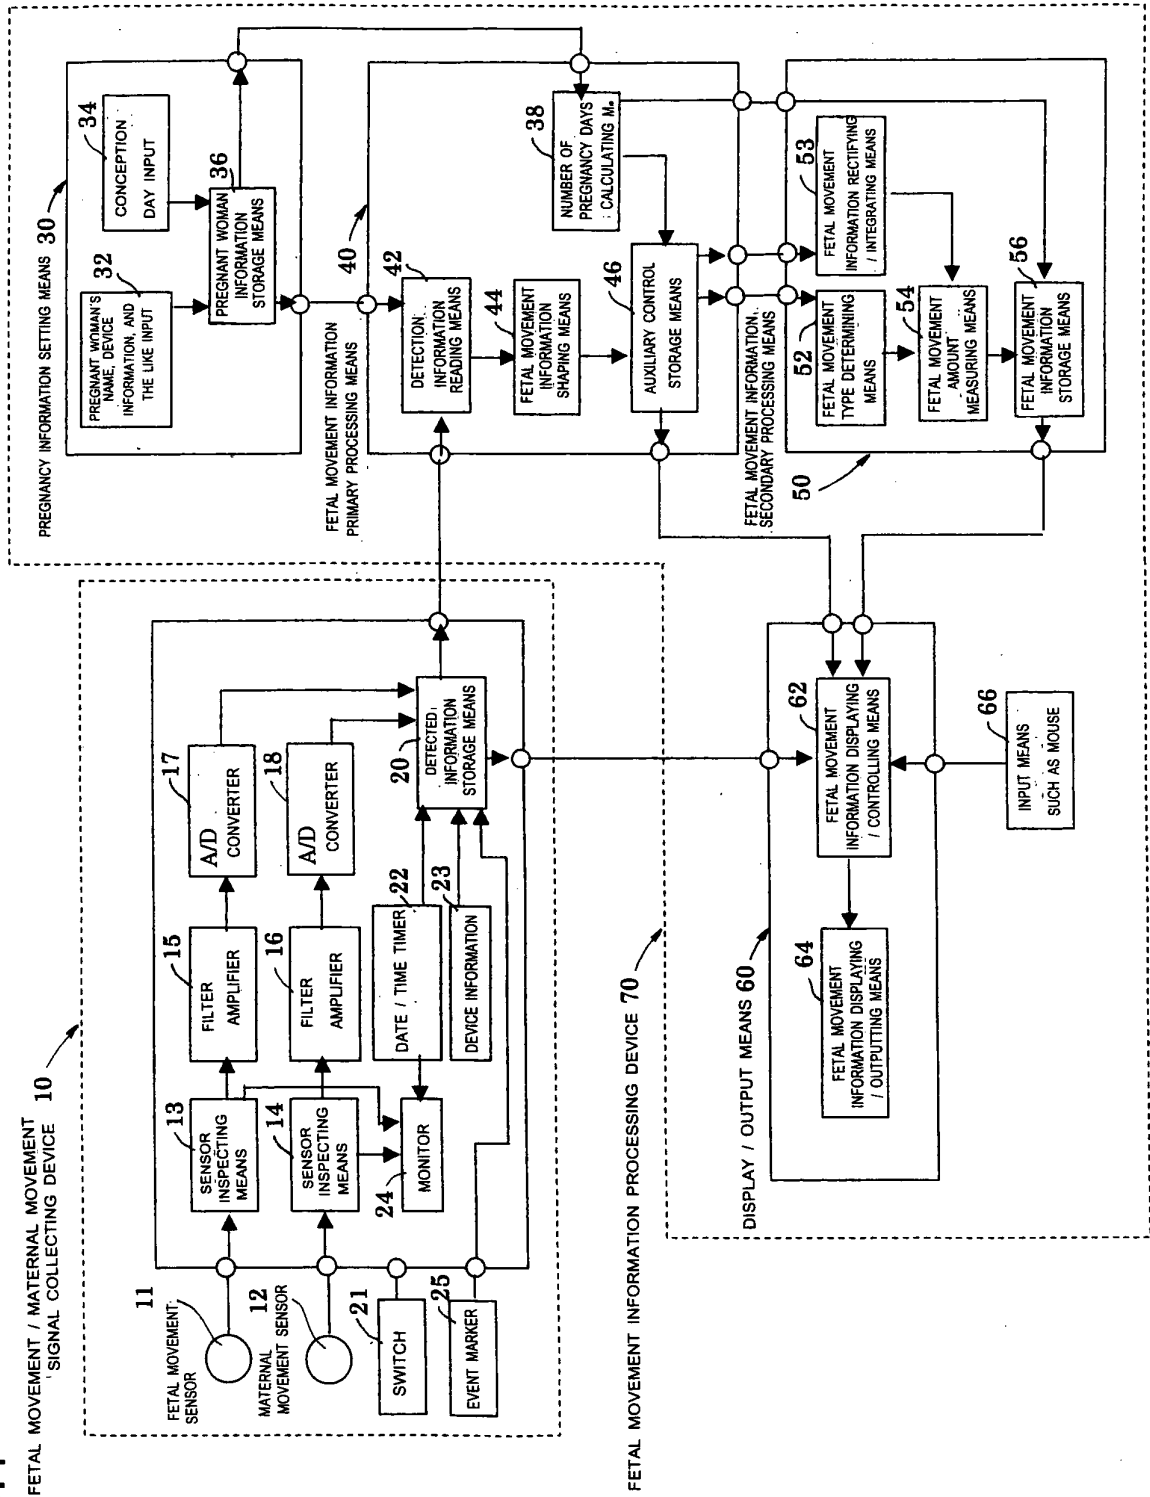 FETAL MOVEMENT / MATERNAL MOVEMENT
SIGNAL COLLECTING DEVICE 10
11
FETAL MOVEMENT
SENSOR
12
MATERNAL
MOVEMENT SENSOR
21
SWITCH
25
EVENT MARKER
13
SENSOR
INSPECTING
MEANS
14
SENSOR
INSPECTING
MEANS
24
MONITOR
15
FILTER
AMPLIFIER
16
FILTER
AMPLIFIER
22
DATE / TIME TIMER
23
DEVICE INFORMATION
17
A/D
CONVERTER
18
A/D
CONVERTER
20
DETECTED
INFORMATION
STORAGE MEANS
FETAL MOVEMENT INFORMATION PROCESSING DEVICE 70
PREGNANCY INFORMATION SETTING MEANS 30
32
PREGNANT WOMAN'S
NAME, DEVICE
INFORMATION, AND
THE LIKE INPUT
34
CONCEPTION
DAY INPUT
36
PREGNANT WOMAN
INFORMATION
STORAGE MEANS
FETAL MOVEMENT INFORMATION
PRIMARY PROCESSING MEANS
40
42
DETECTION
INFORMATION
READING MEANS
44
FETAL MOVEMENT
INFORMATION
SHAPING MEANS
46
AUXILIARY CONTROL
STORAGE MEANS
38
NUMBER OF
PREGNANCY DAYS
CALCULATING M.
FETAL MOVEMENT INFORMATION
SECONDARY PROCESSING MEANS
50
52
FETAL MOVEMENT
TYPE DETERMINING
MEANS
53
FETAL MOVEMENT
INFORMATION RECTIFYING
/ INTEGRATING MEANS
54
FETAL MOVEMENT
AMOUNT
MEASURING MEANS
56
FETAL MOVEMENT
INFORMATION
STORAGE MEANS
DISPLAY / OUTPUT MEANS 60
62
FETAL MOVEMENT
INFORMATION DISPLAYING
/ CONTROLLING MEANS
64
FETAL MOVEMENT
INFORMATION DISPLAYING
/ OUTPUTTING MEANS
66
INPUT MEANS
SUCH AS MOUSE